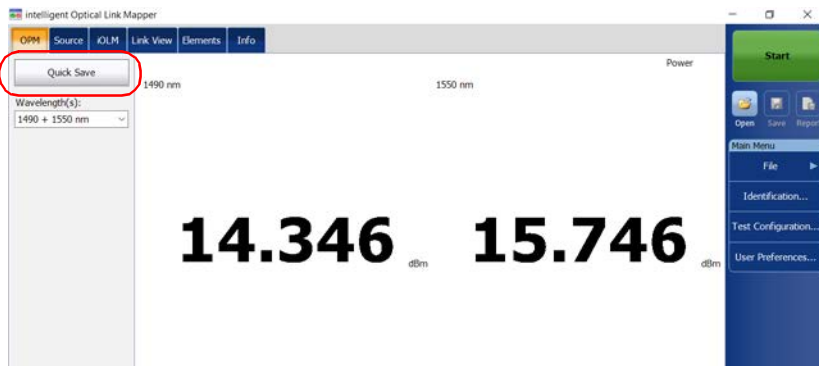 intelligent Optical Link Mapper
OPM Source iOLM Link View Elements Info
Quick Save
Wavelength(s):
1490 + 1550 nm
Power
1490 nm 1550 nm
14.346 dBm 15.746 dBm
Start
Open Save Repor
Main Menu
File
Identification...
Test Configuration...
User Preferences...